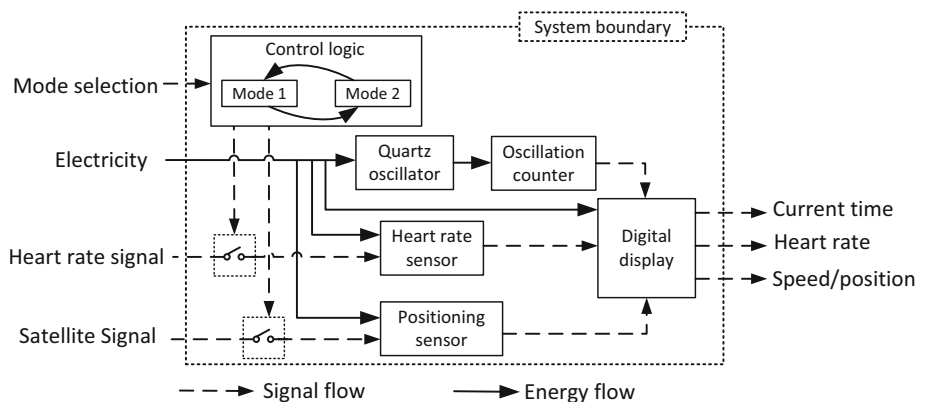 System boundary
Control logic
Mode selection
Mode 1
Mode 2
Electricity
Quartz
oscillator
Oscillation
counter
Current time
Heart rate signal
Heart rate
sensor
Digital
display
Heart rate
Speed/position
Satellite Signal
Positioning
sensor
Signal flow
Energy flow